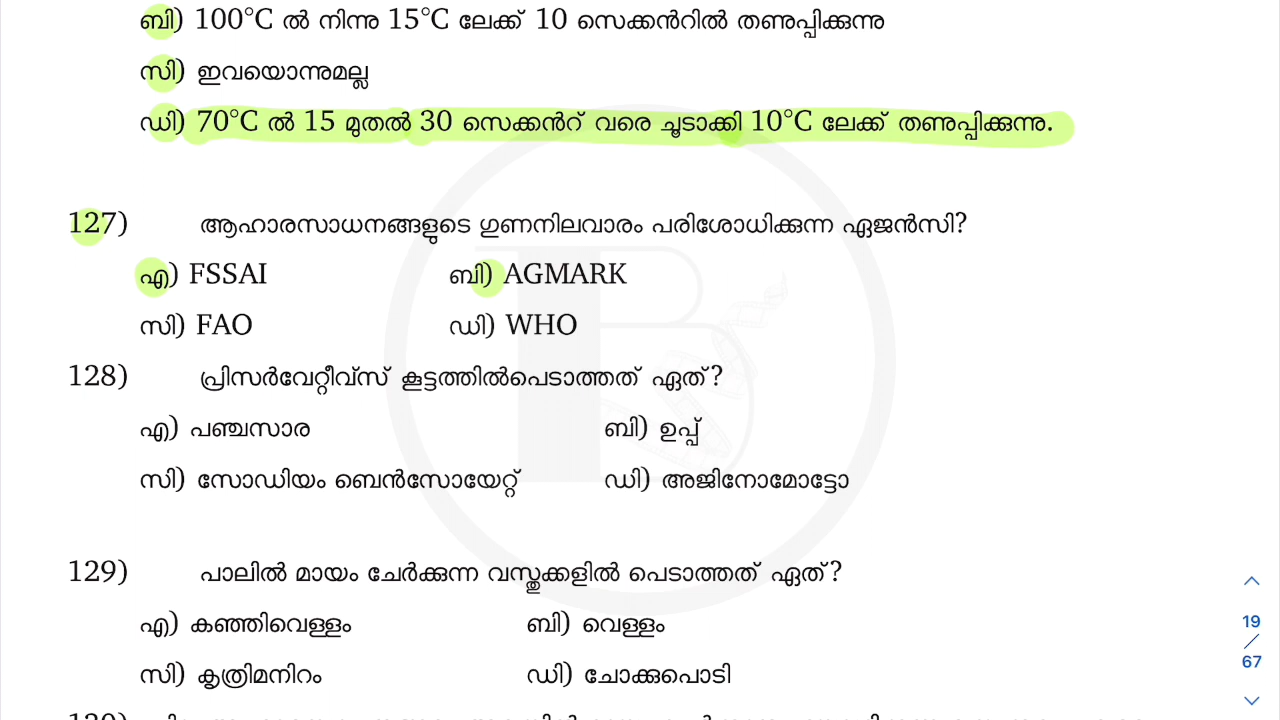 ബി) 100°C ൽ നിന്നു 15°C ലേക്ക് 10 സെക്കൻറിൽ തണുപ്പിക്കുന്നു
സി) ഇവയൊന്നുമല്ല
ഡി) 70°C ൽ 15 മുതൽ 30 സെക്കൻറ് വരെ ചൂടാക്കി 10°C ലേക്ക് തണുപ്പിക്കുന്നു.
127) ആഹാരസാധനങ്ങളുടെ ഗുണനിലവാരം പരിശോധിക്കുന്ന ഏജൻസി?
എ) FSSAI ബി) AGMARK
സി) FAO ഡി) WHO
128) പ്രിസർവേറ്റീവ്സ് കൂട്ടത്തിൽപെടാത്തത് ഏത്?
എ) പഞ്ചസാര ബി) ഉപ്പ്
സി) സോഡിയം ബെൻസോയേറ്റ് ഡി) അജിനോമോട്ടോ
129) പാലിൽ മായം ചേർക്കുന്ന വസ്തുക്കളിൽ പെടാത്തത് ഏത്?
എ) കഞ്ഞിവെള്ളം ബി) വെള്ളം
സി) കൃത്രിമനിറം ഡി) ചോക്കുപൊടി
19
/
67